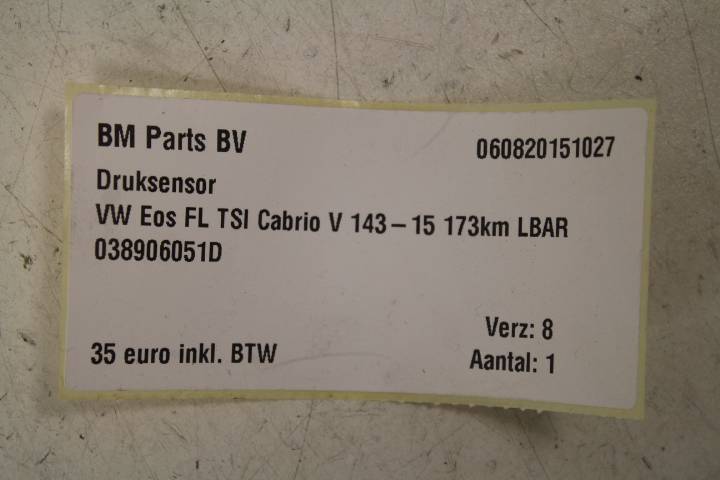 BM Parts BV 060820151027
Druksensor
VW Eos FL TSI Cabrio V 143 – 15 173km LBAR
038906051D
Verz: 8
35 euro inkl. BTW Aantal: 1